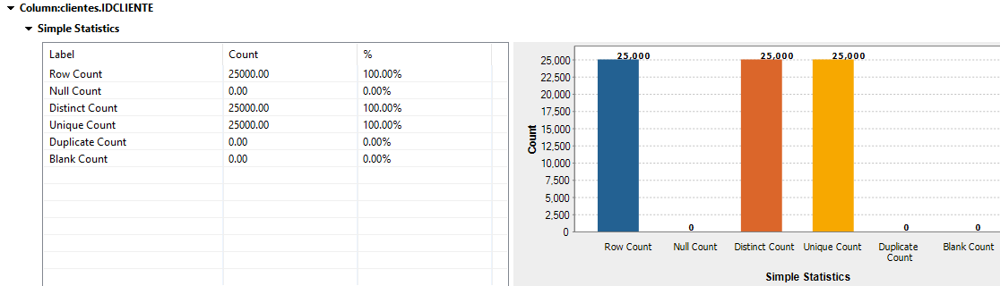 Column:clientes.IDCLIENTE
Simple Statistics
Label Count %
Row Count 25000.00 100.00%
Null Count 0.00 0.00%
Distinct Count 25000.00 100.00%
Unique Count 25000.00 100.00%
Duplicate Count 0.00 0.00%
Blank Count 0.00 0.00%
25,000 25,000 25,000
25,000
22,500
20,000
17,500
15,000
12,500
10,000
7,500
5,000
2,500
0
Count
0 0 0
Row Count Null Count Distinct Count Unique Count Duplicate Count Blank Count
Simple Statistics